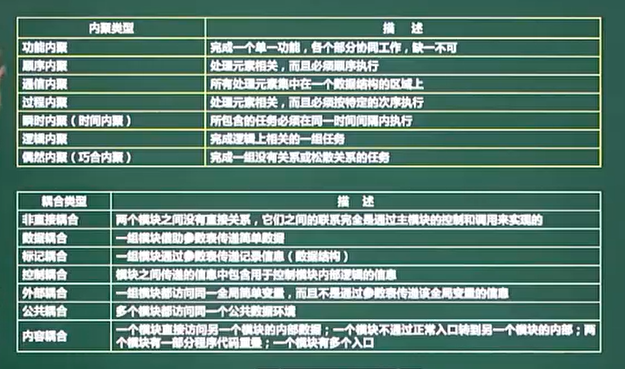 内聚类型 描 述
功能内聚 完成一个单一功能，各个部分协同工作，缺一不可
顺序内聚 处理元素相关，而且必须顺序执行
通信内聚 所有处理元素集中在一个数据结构的区域上
过程内聚 处理元素相关，而且必须按特定的次序执行
瞬时内聚（时间内聚） 所包含的任务必须在同一时间间隔内执行
逻辑内聚 完成逻辑上相关的一组任务
偶然内聚（巧合内聚） 完成一组没有关系或松散关系的任务
耦合类型 描 述
非直接耦合 两个模块之间没有直接关系，它们之间的联系完全是通过主模块的控制和调用来实现的
数据耦合 一组模块借助参数表传递简单数据
标记耦合 一组模块通过参数表传递记录信息（数据结构）
控制耦合 模块之间传递的信息中包含用于控制模块内部逻辑的信息
外部耦合 一组模块都访问同一全局简单变量，而且不是通过参数表传递该全局变量的信息
公共耦合 多个模块都访问同一个公共数据环境
内容耦合 一个模块直接访问另一个模块的内部数据；一个模块不通过正常入口转到另一个模块的内部；两
个模块有一部分程序代码重叠；一个模块有多个入口